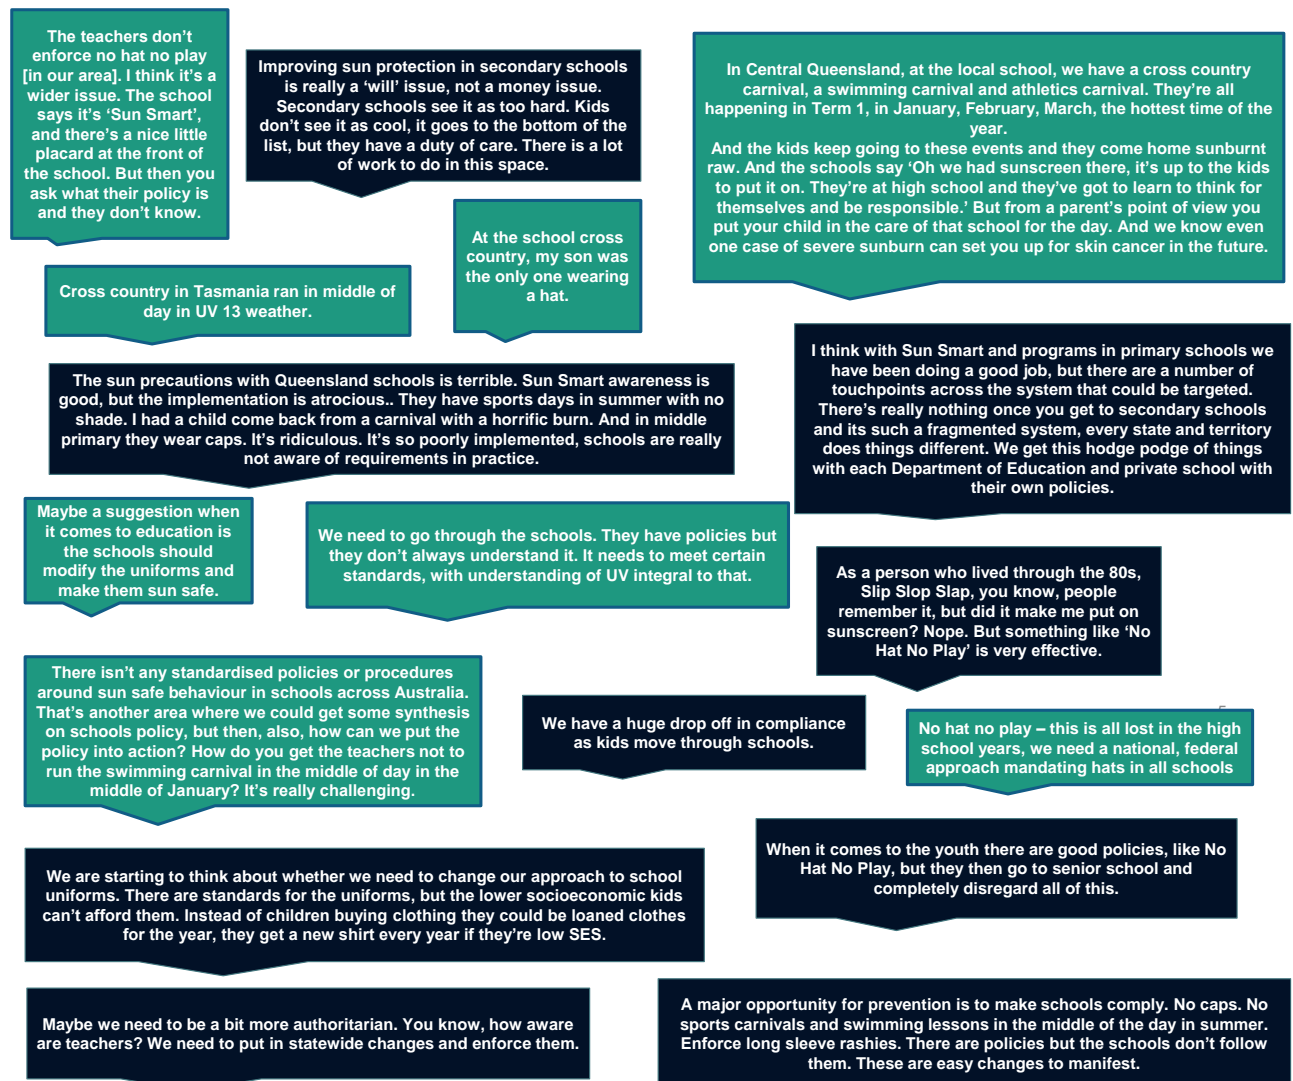 The teachers don't
enforce no hat no play
[in our area]. I think it's a
wider issue. The school
says it's 'Sun Smart',
and there's a nice little
placard at the front of
the school. But then you
ask what their policy is
and they don't know.
Improving sun protection in secondary schools
is really a 'will' issue, not a money issue.
Secondary schools see it as too hard. Kids
don't see it as cool, it goes to the bottom of the
list, but they have a duty of care. There is a lot
of work to do in this space.
In Central Queensland, at the local school, we have a cross country
carnival, a swimming carnival and athletics carnival. They're all
happening in Term 1, in January, February, March, the hottest time of the
year.
And the kids keep going to these events and they come home sunburnt
raw. And the schools say 'Oh we had sunscreen there, it's up to the kids
to put it on. They're at high school and they've got to learn to think for
themselves and be responsible.' But from a parent's point of view you
put your child in the care of that school for the day. And we know even
one case of severe sunburn can set you up for skin cancer in the future.
At the school cross
country, my son was
the only one wearing
a hat.
Cross country in Tasmania ran in middle of
day in UV 13 weather.
I think with Sun Smart and programs in primary schools we
have been doing a good job, but there are a number of
touchpoints across the system that could be targeted.
There's really nothing once you get to secondary schools
and its such a fragmented system, every state and territory
does things different. We get this hodge podge of things
with each Department of Education and private school with
their own policies.
The sun precautions with Queensland schools is terrible. Sun Smart awareness is
good, but the implementation is atrocious.. They have sports days in summer with no
shade. I had a child come back from a carnival with a horrific burn. And in middle
primary they wear caps. It's ridiculous. It's so poorly implemented, schools are really
not aware of requirements in practice.
Maybe a suggestion when
it comes to education is
the schools should
modify the uniforms and
make them sun safe.
We need to go through the schools. They have policies but
they don't always understand it. It needs to meet certain
standards, with understanding of UV integral to that.
As a person who lived through the 80s,
Slip Slop Slap, you know, people
remember it, but did it make me put on
sunscreen? Nope. But something like 'No
Hat No Play' is very effective.
There isn't any standardised policies or procedures
around sun safe behaviour in schools across Australia.
That's another area where we could get some synthesis
on schools policy, but then, also, how can we put the
policy into action? How do you get the teachers not to
run the swimming carnival in the middle of day in the
middle of January? It's really challenging.
We have a huge drop off in compliance
as kids move through schools.
No hat no play – this is all lost in the high
school years, we need a national, federal
approach mandating hats in all schools
When it comes to the youth there are good policies, like No
Hat No Play, but they then go to senior school and
completely disregard all of this.
We are starting to think about whether we need to change our approach to school
uniforms. There are standards for the uniforms, but the lower socioeconomic kids
can't afford them. Instead of children buying clothing they could be loaned clothes
for the year, they get a new shirt every year if they're low SES.
Maybe we need to be a bit more authoritarian. You know, how aware
are teachers? We need to put in statewide changes and enforce them.
A major opportunity for prevention is to make schools comply. No caps. No
sports carnivals and swimming lessons in the middle of the day in summer.
Enforce long sleeve rashies. There are policies but the schools don't follow
them. These are easy changes to manifest.